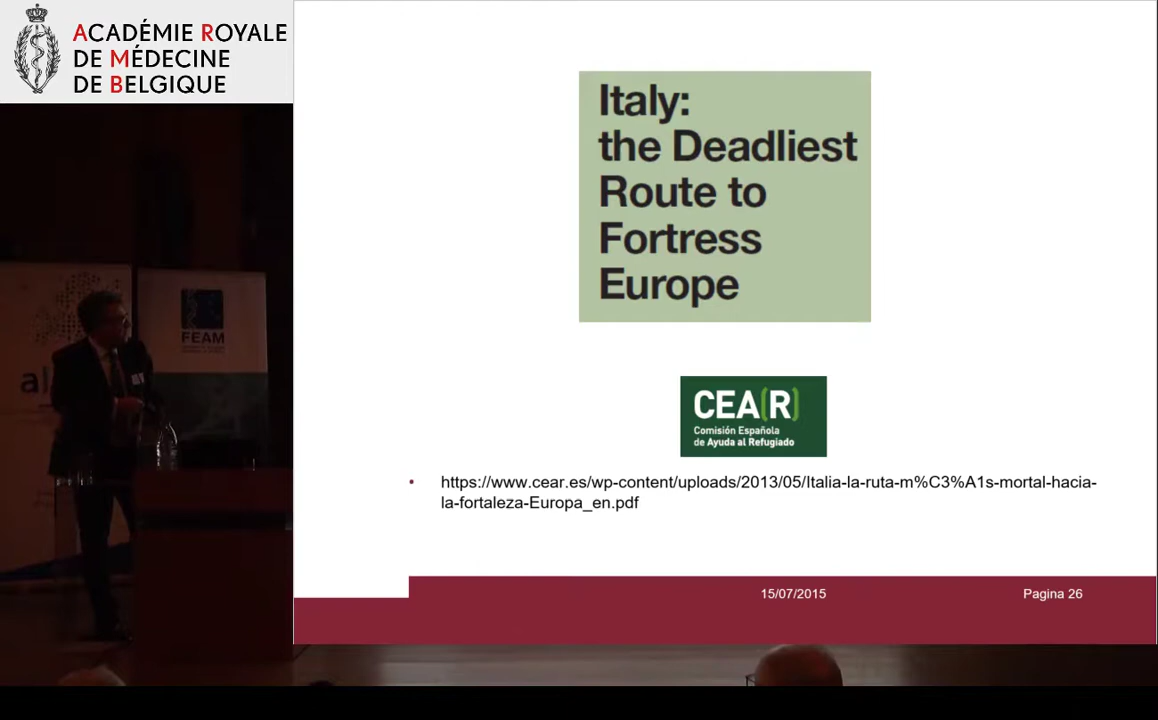 ACADÉMIE ROYALE
DE MÉDECINE
DE BELGIQUE
Italy:
the Deadliest
Route to
Fortress
Europe
CEA(R)
Comisión Española
de Ayuda al Refugiado
FEAM
• https://www.cear.es/wp-content/uploads/2013/05/Italia-la-ruta-m%C3%A1s-mortal-hacia-
la-fortaleza-Europa_en.pdf
15/07/2015 Pagina 26